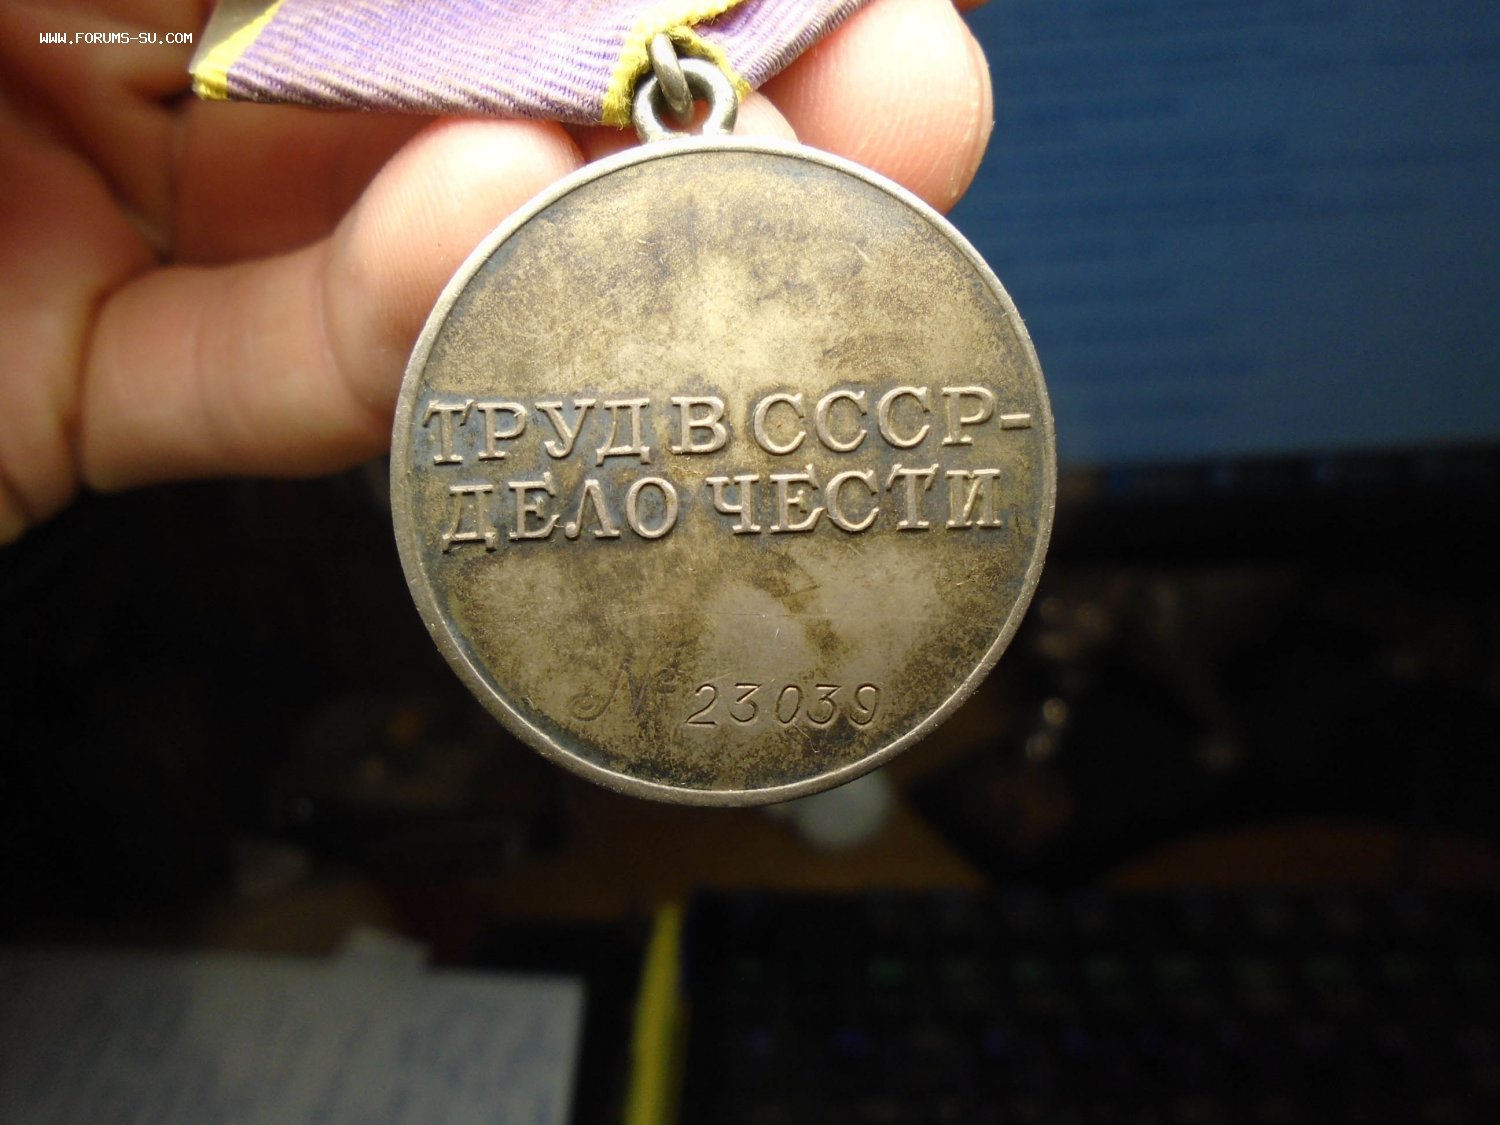 WWW.FORUMS-SU.COM
ТРУД В СССР-
ДЕЛО ЧЕСТИ
№ 23039